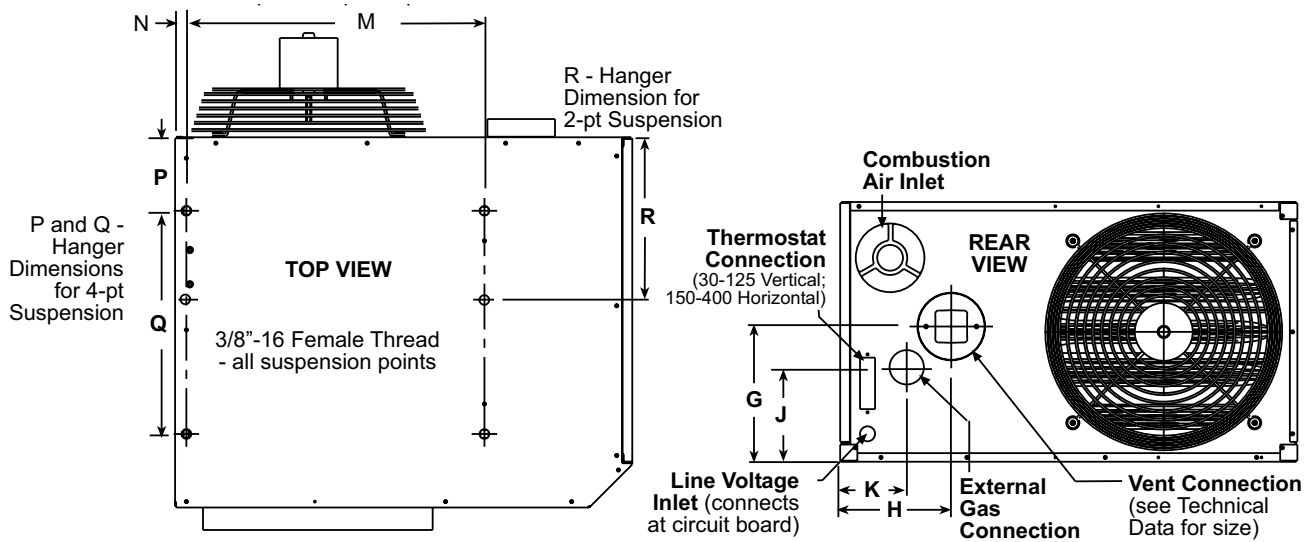 N
M
R - Hanger
Dimension for
2-pt Suspension
P
R
P and Q -
Hanger
Dimensions
for 4-pt
Suspension
Q
TOP VIEW
3/8”-16 Female Thread
- all suspension points
Combustion
Air Inlet
Thermostat
Connection
(30-125 Vertical;
150-400 Horizontal)
REAR
VIEW
G
J
K
H
Line Voltage
Inlet (connects
at circuit board)
External
Gas
Connection
Vent Connection
(see Technical
Data for size)